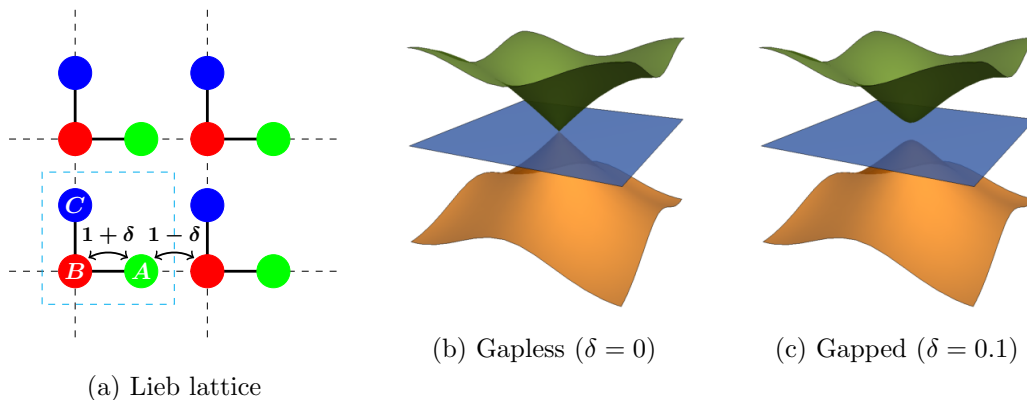 C
1 + δ 1 − δ
B A
(a) Lieb lattice
(b) Gapless (δ = 0)
(c) Gapped (δ = 0.1)